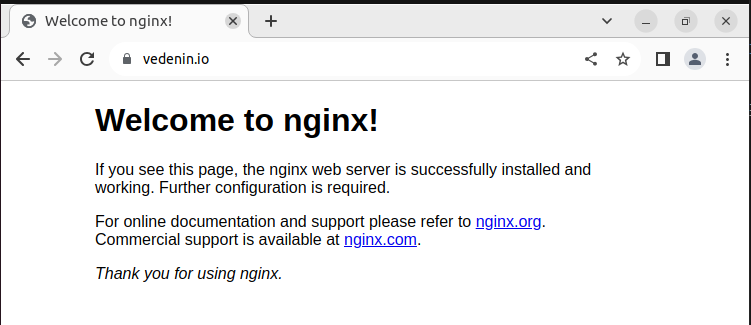 Welcome to nginx!
vedenin.io
Welcome to nginx!
If you see this page, the nginx web server is successfully installed and
working. Further configuration is required.
For online documentation and support please refer to nginx.org.
Commercial support is available at nginx.com.
Thank you for using nginx.